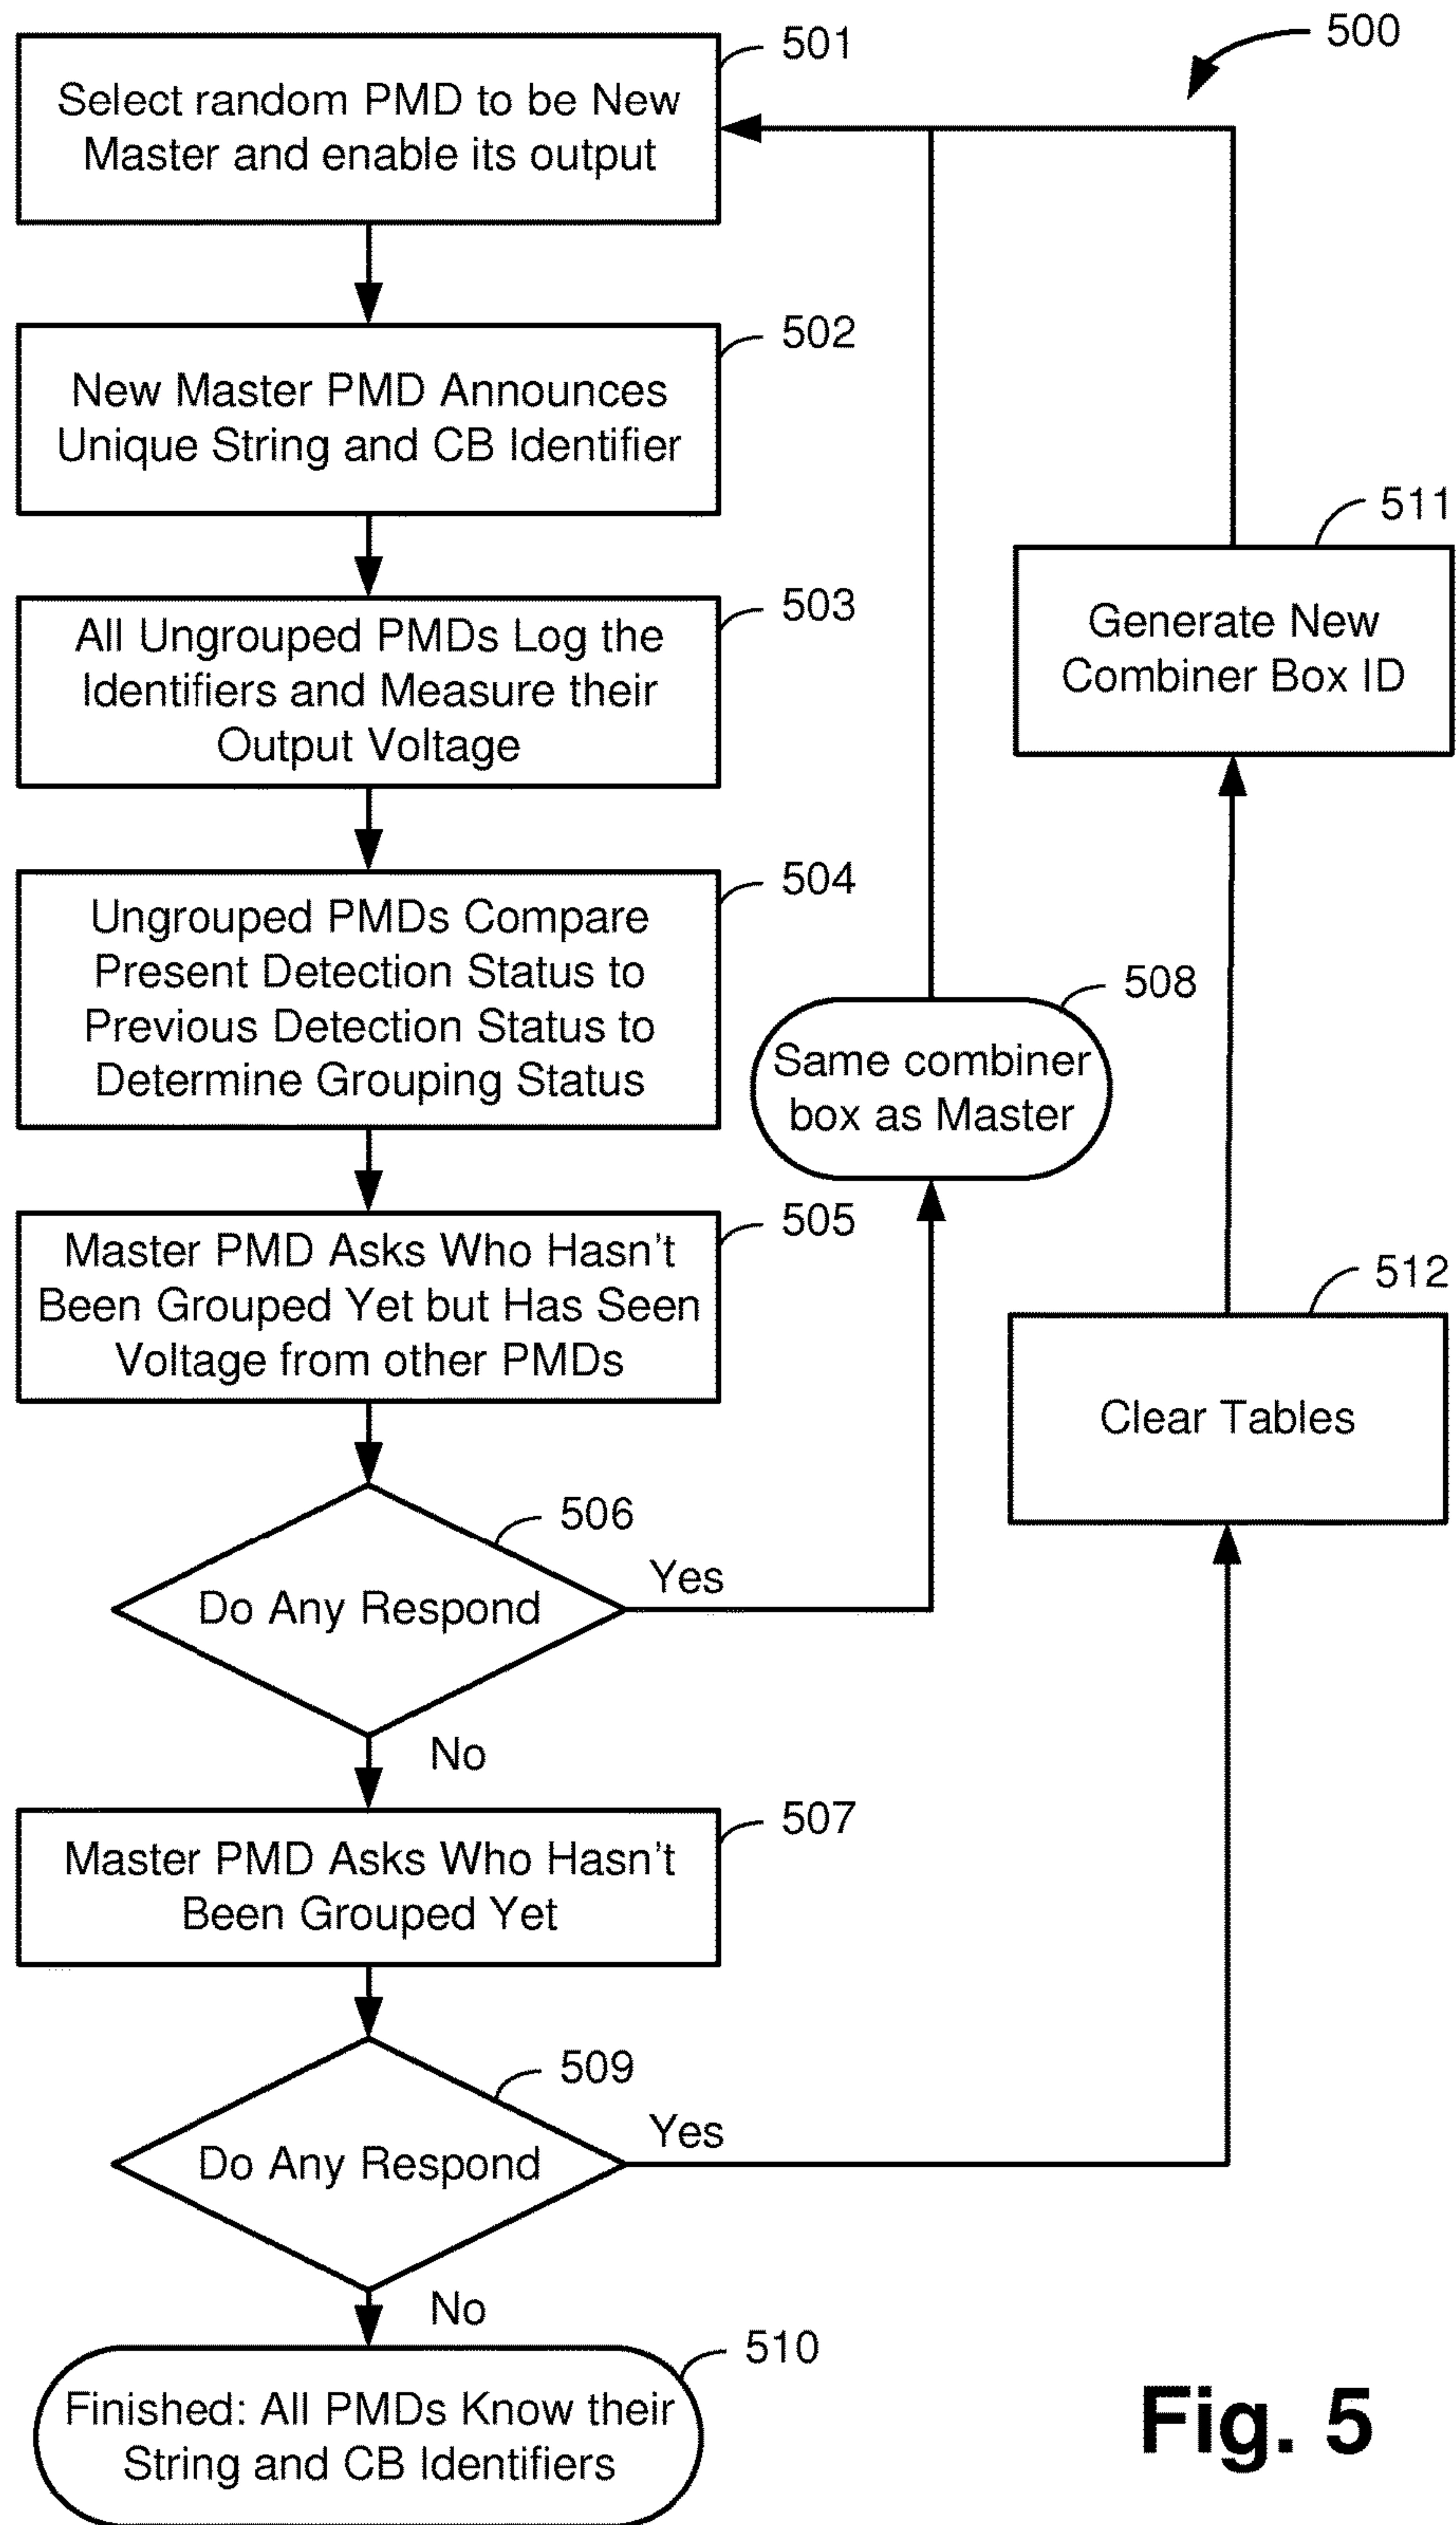 500
501
Select random PMD to be New
Master and enable its output
502
New Master PMD Announces
Unique String and CB Identifier
503
All Ungrouped PMDs Log the
Identifiers and Measure their
Output Voltage
504
Ungrouped PMDs Compare
Present Detection Status to
Previous Detection Status to
Determine Grouping Status
505
Master PMD Asks Who Hasn't
Been Grouped Yet but Has Seen
Voltage from other PMDs
506
Do Any Respond
Yes
No
508
Same combiner
box as Master
507
Master PMD Asks Who Hasn't
Been Grouped Yet
509
Do Any Respond
Yes
No
512
Clear Tables
511
Generate New
Combiner Box ID
510
Finished: All PMDs Know their
String and CB Identifiers
Fig. 5